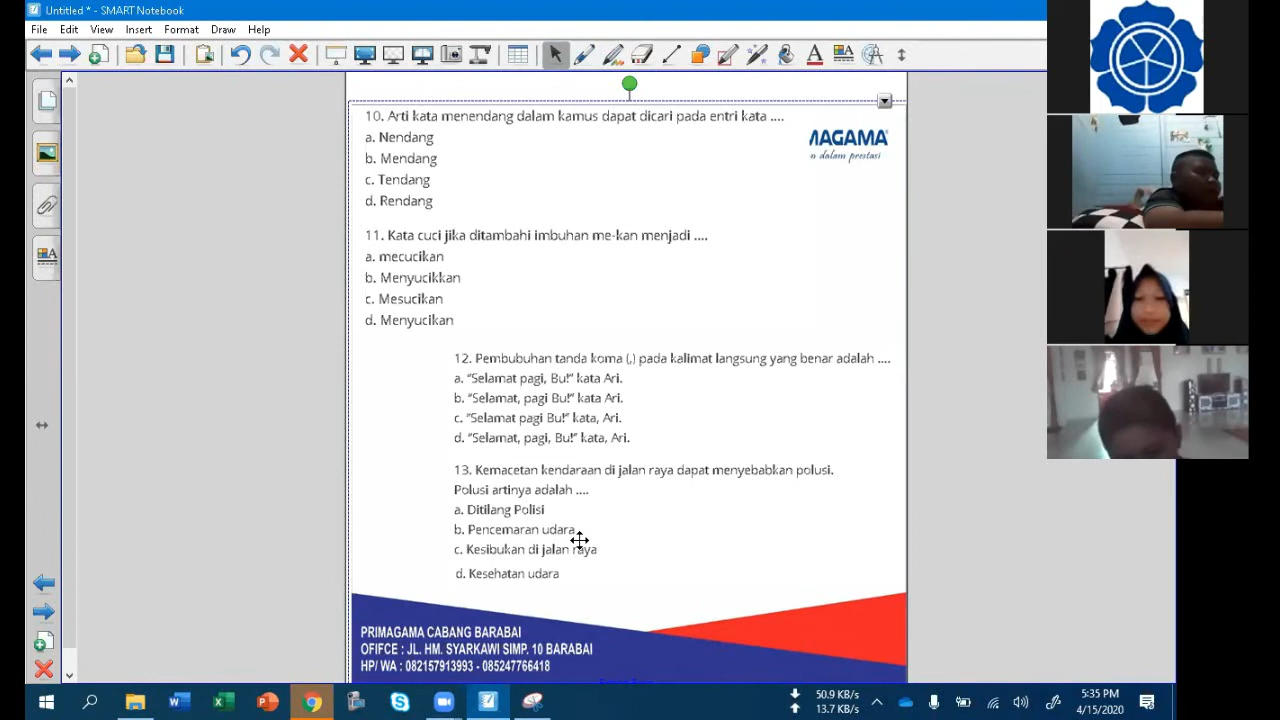 Untitled * - SMART Notebook
File Edit View Insert Format Draw Help
10. Arti kata menendang dalam kamus dapat dicari pada entri kata ....
a. Nendang
b. Mendang
c. Tendang
d. Rendang
AGAMA
dalam prestasi
11. Kata cuci jika ditambahi imbuhan me-kan menjadi ....
a. mecucikan
b. Menyucikkan
c. Mesucikan
d. Menyucikan
12. Pembubuhan tanda koma (,) pada kalimat langsung yang benar adalah ....
a. “Selamat pagi, Bu!” kata Ari.
b. “Selamat, pagi Bu!” kata Ari.
c. “Selamat pagi Bu!” kata, Ari.
d. “Selamat, pagi, Bu!” kata, Ari.
13. Kemacetan kendaraan di jalan raya dapat menyebabkan polusi.
Polusi artinya adalah ....
a. Ditilang Polisi
b. Pencemaran udara
c. Kesibukan di jalan raya
d. Kesehatan udara
PRIMAGAMA CABANG BARABAI
OFIFCE : JL. HM. SYARKAWI SIMP. 10 BARABAI
HP/ WA : 082157913993 - 085247766418
50.9 KB/s
13.7 KB/s
5:35 PM
4/15/2020